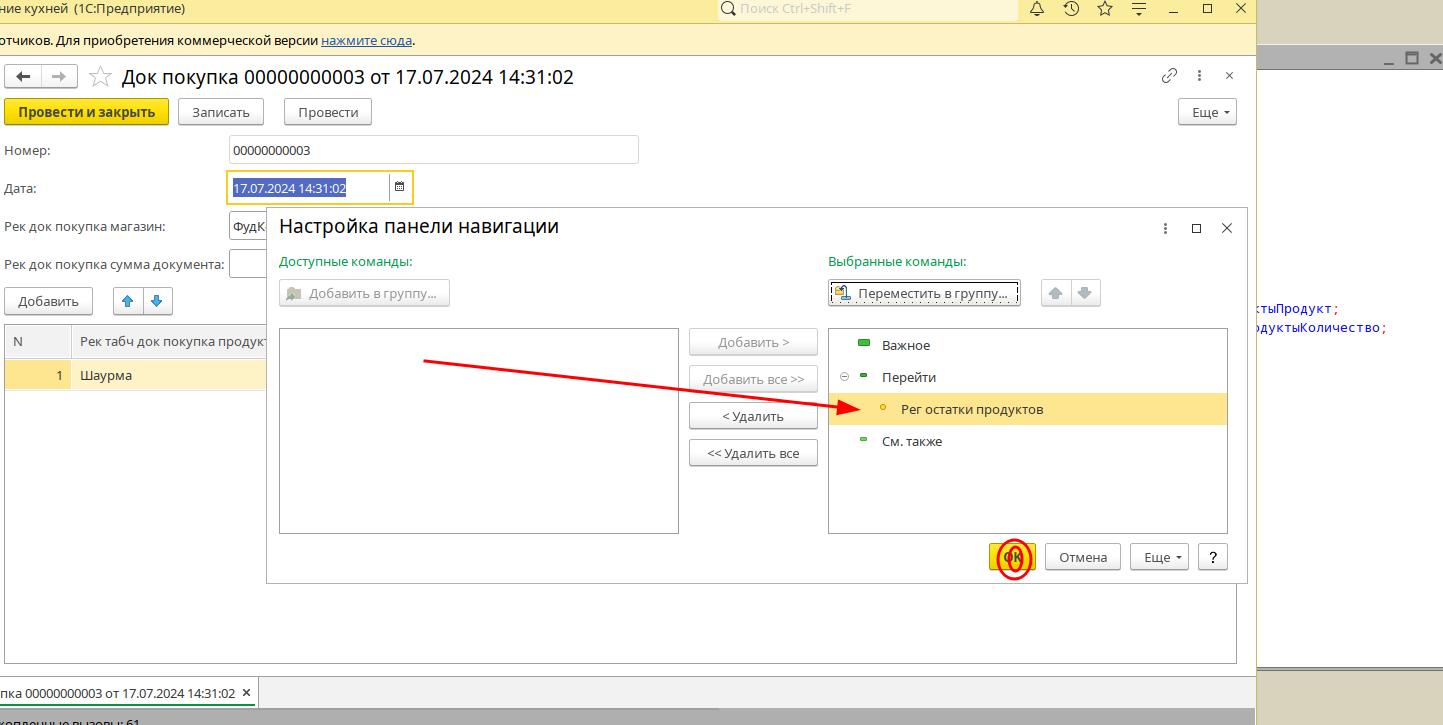 ние кухней (1С:Предприятие)
Поиск Ctrl+Shift+F
отчиков. Для приобретения коммерческой версии нажмите сюда.
Док покупка 00000000003 от 17.07.2024 14:31:02
Провести и закрыть
Записать
Провести
Еще
Номер:
00000000003
Дата:
17.07.2024 14:31:02
Рек док покупка магазин:
ФудК
Рек док покупка сумма документа:
Добавить
N
Рек табч док покупка продукт
1
Шаурма
Настройка панели навигации
Доступные команды:
Добавить в группу...
Добавить >
Добавить все >>
< Удалить
<< Удалить все
Выбранные команды:
Переместить в группу...
Важное
Перейти
Рег остатки продуктов
См. также
ОК
Отмена
Еще
?
ктыПродукт;
одуктыКоличество;
пка 00000000003 от 17.07.2024 14:31:02
копленные вызовы: 61